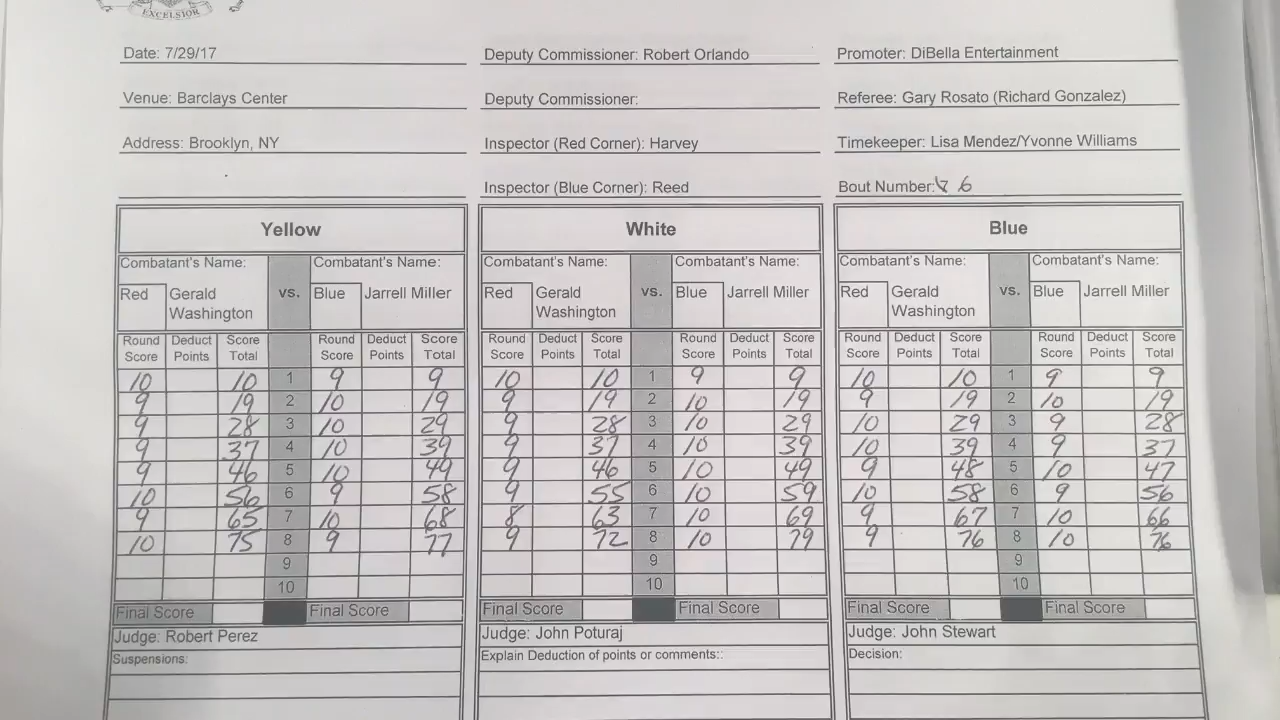 EXCELSIOR
Date: 7/29/17 Deputy Commissioner: Robert Orlando Promoter: DiBella Entertainment
Venue: Barclays Center Deputy Commissioner: Referee: Gary Rosato (Richard Gonzalez)
Address: Brooklyn, NY Inspector (Red Corner): Harvey Timekeeper: Lisa Mendez/Yvonne Williams
Inspector (Blue Corner): Reed Bout Number: 6
Yellow White Blue
Combatant's Name: Combatant's Name: Combatant's Name: Combatant's Name: Combatant's Name: Combatant's Name:
Red Gerald vs. Blue Jarrell Miller Red Gerald vs. Blue Jarrell Miller Red Gerald vs. Blue Jarrell Miller
Washington Washington Washington
Round Deduct Score Round Deduct Score Round Deduct Score Round Deduct Score Round Deduct Score Round Deduct Score
Score Points Total Score Points Total Score Points Total Score Points Total Score Points Total Score Points Total
10 10 1 9 9 10 10 1 9 9 10 10 1 9 9
9 19 2 10 19 9 19 2 10 19 9 19 2 10 19
9 28 3 10 29 9 28 3 10 29 10 29 3 9 28
9 37 4 10 39 9 37 4 10 39 10 39 4 9 37
9 46 5 10 49 9 46 5 10 49 9 48 5 10 47
10 56 6 9 58 9 55 6 10 59 10 58 6 9 56
9 65 7 10 68 8 63 7 10 69 9 67 7 10 66
10 75 8 9 77 9 72 8 10 79 9 76 8 10 76
9 9 9
10 10 10
Final Score Final Score Final Score Final Score Final Score Final Score
Judge: Robert Perez Judge: John Poturaj Judge: John Stewart
Suspensions: Explain Deduction of points or comments:: Decision: